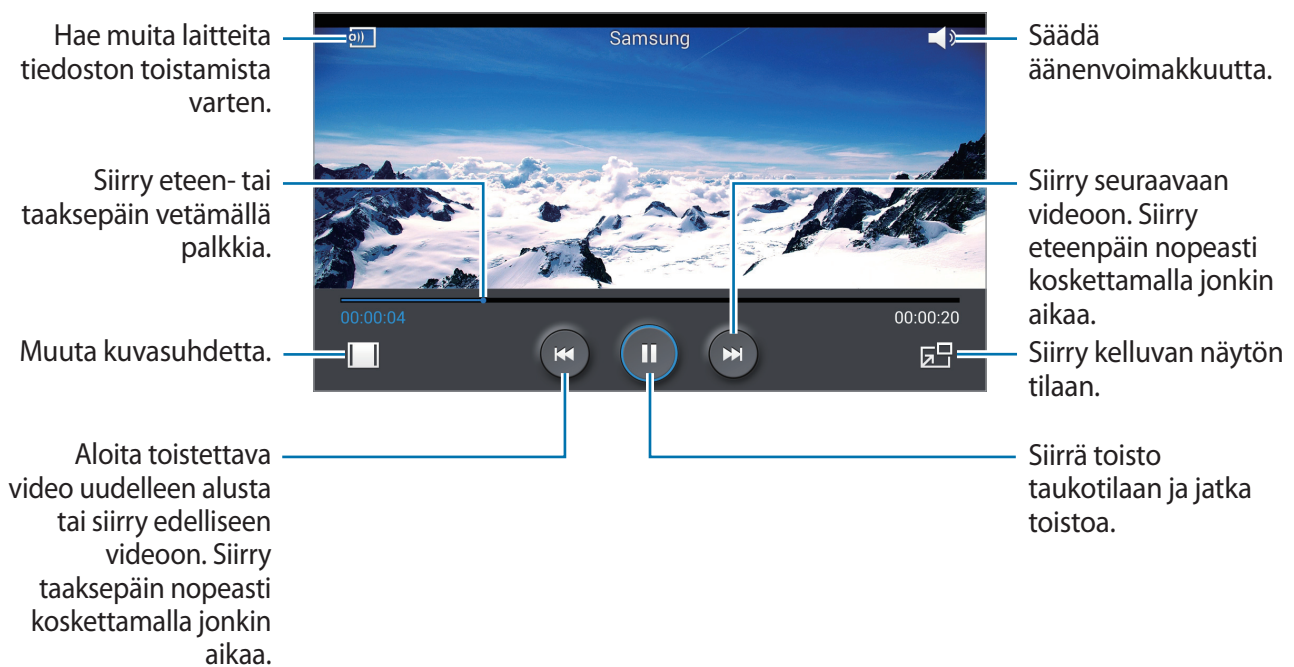 Hae muita laitteita
tiedoston toistamista
varten.
Samsung
Säädä
äänenvoimakkuutta.
Siirry eteen- tai
taaksepäin vetämällä
palkkia.
Siirry seuraavaan
videoon. Siirry
eteenpäin nopeasti
koskettamalla jonkin
aikaa.
00:00:04
00:00:20
Muuta kuvasuhdetta.
Siirry kelluvan näytön
tilaan.
Aloita toistettava
video uudelleen alusta
tai siirry edelliseen
videoon. Siirry
taaksepäin nopeasti
koskettamalla jonkin
aikaa.
Siirrä toisto
taukotilaan ja jatka
toistoa.